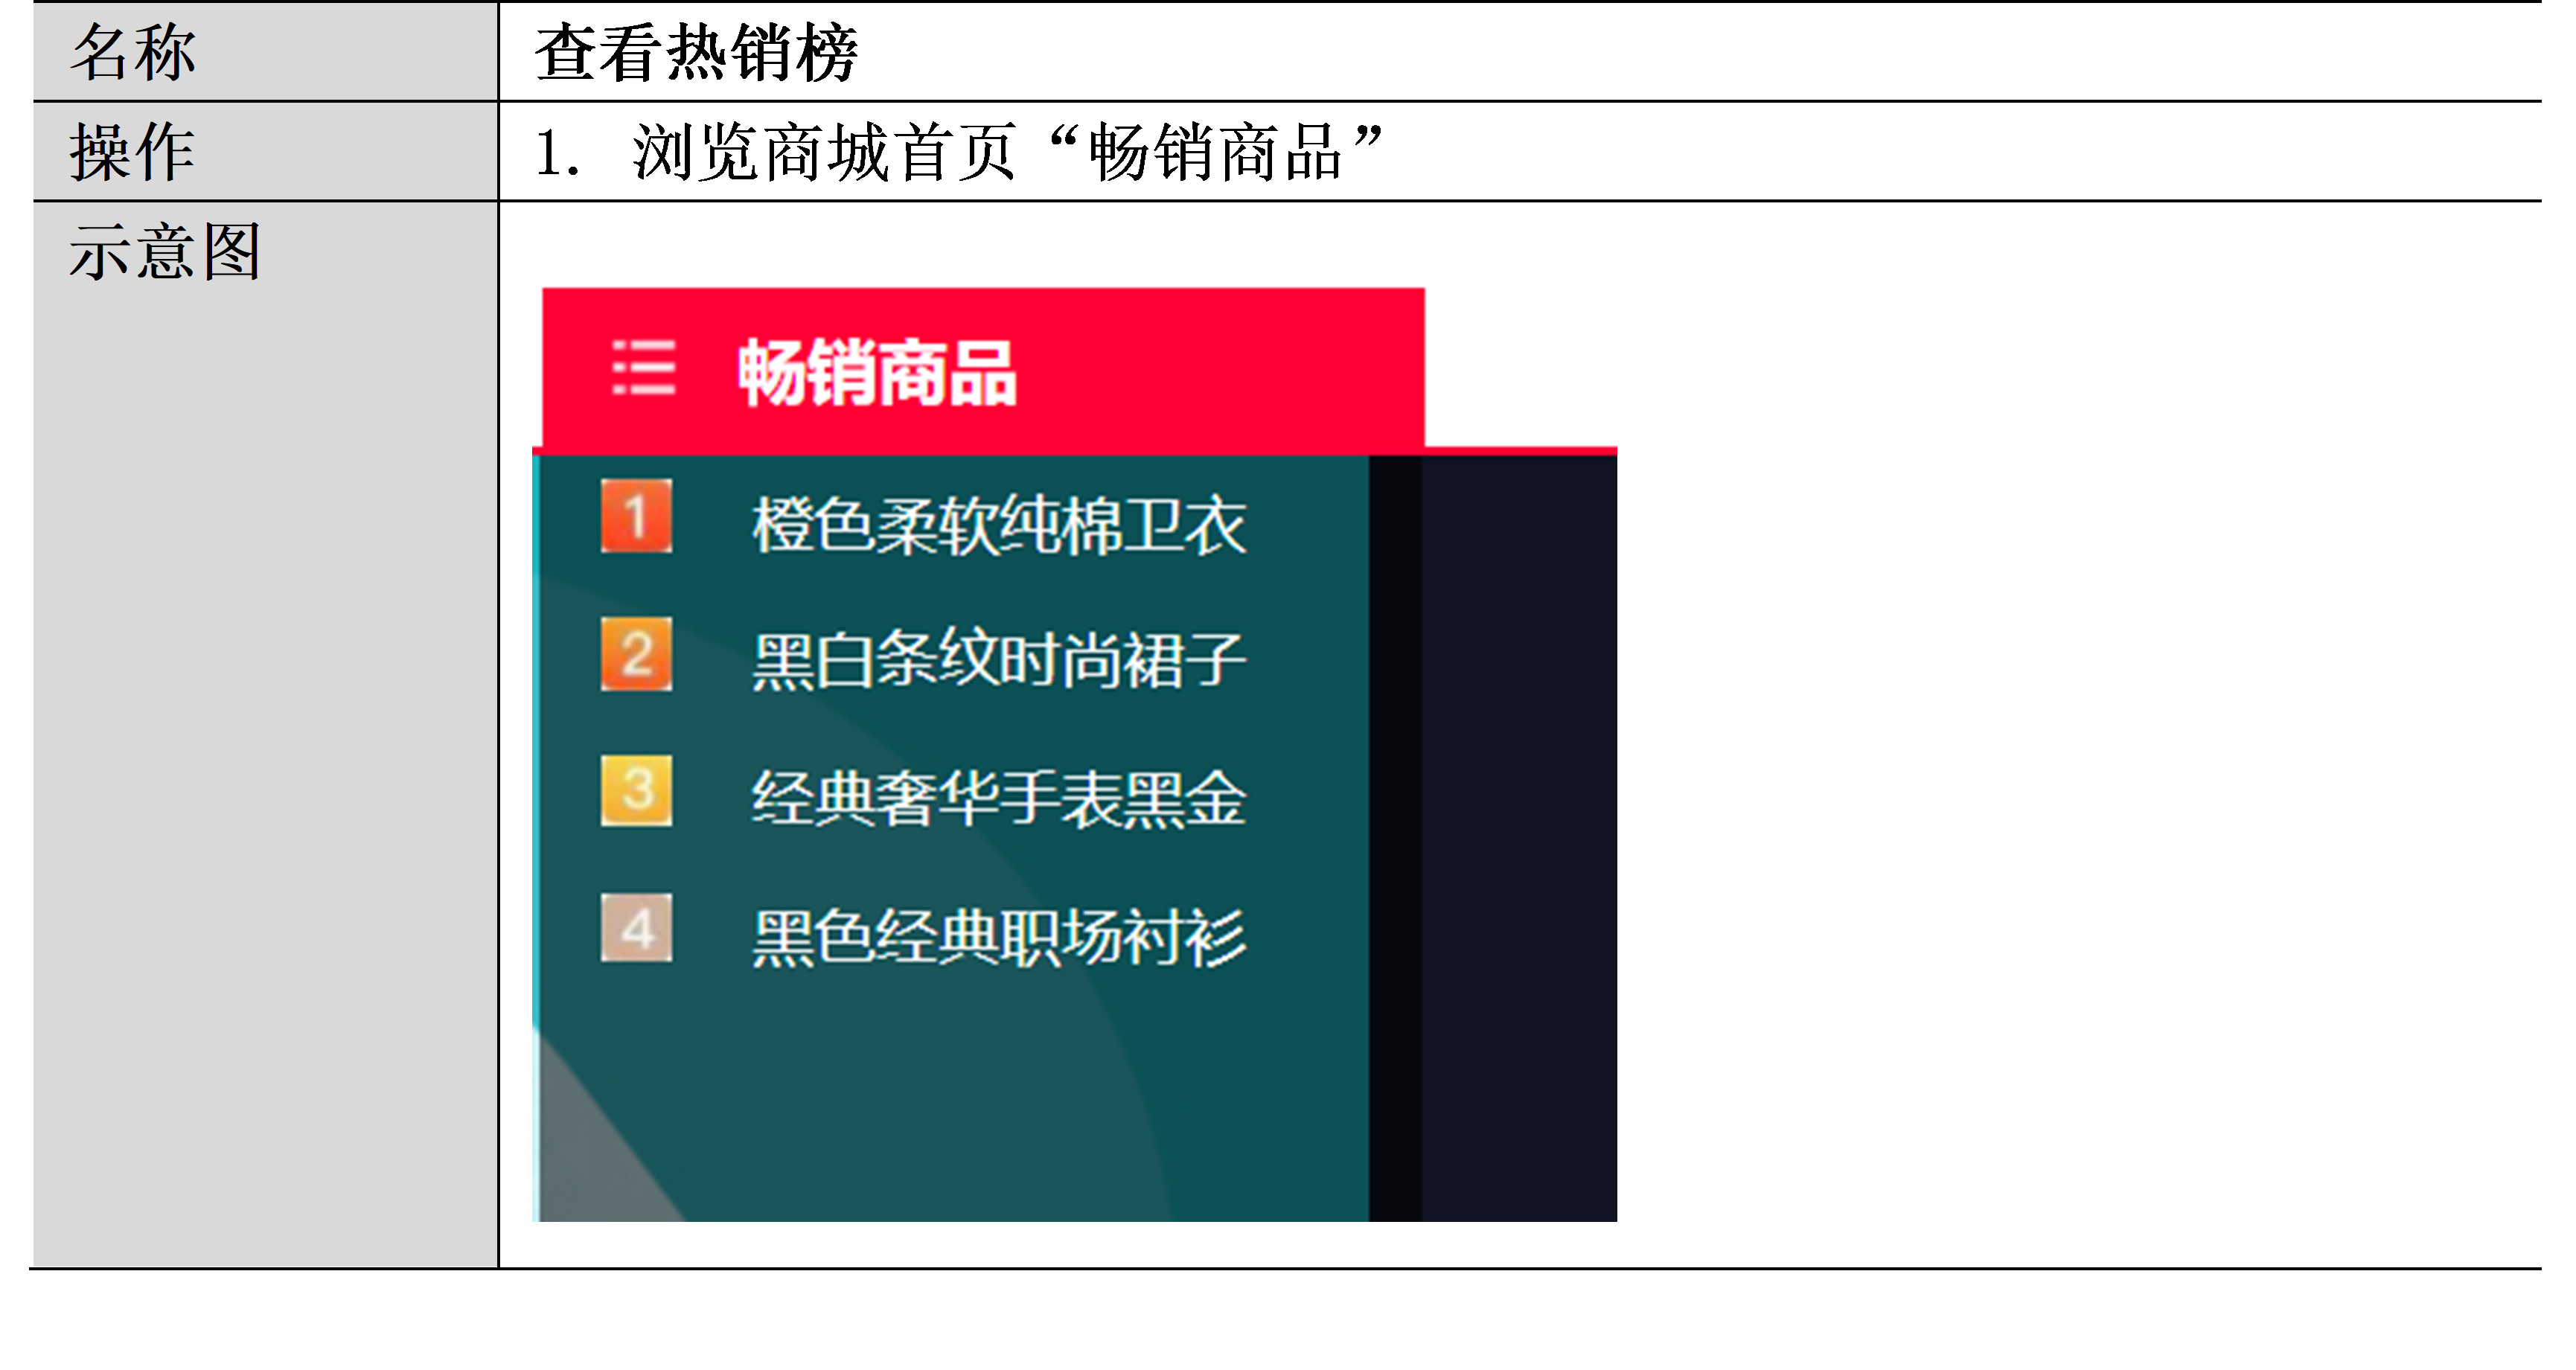 名称 查看热销榜
操作 1. 浏览商城首页“畅销商品”
示意图
畅销商品
1 橙色柔软纯棉卫衣
2 黑白条纹时尚裙子
3 经典奢华手表黑金
4 黑色经典职场衬衫